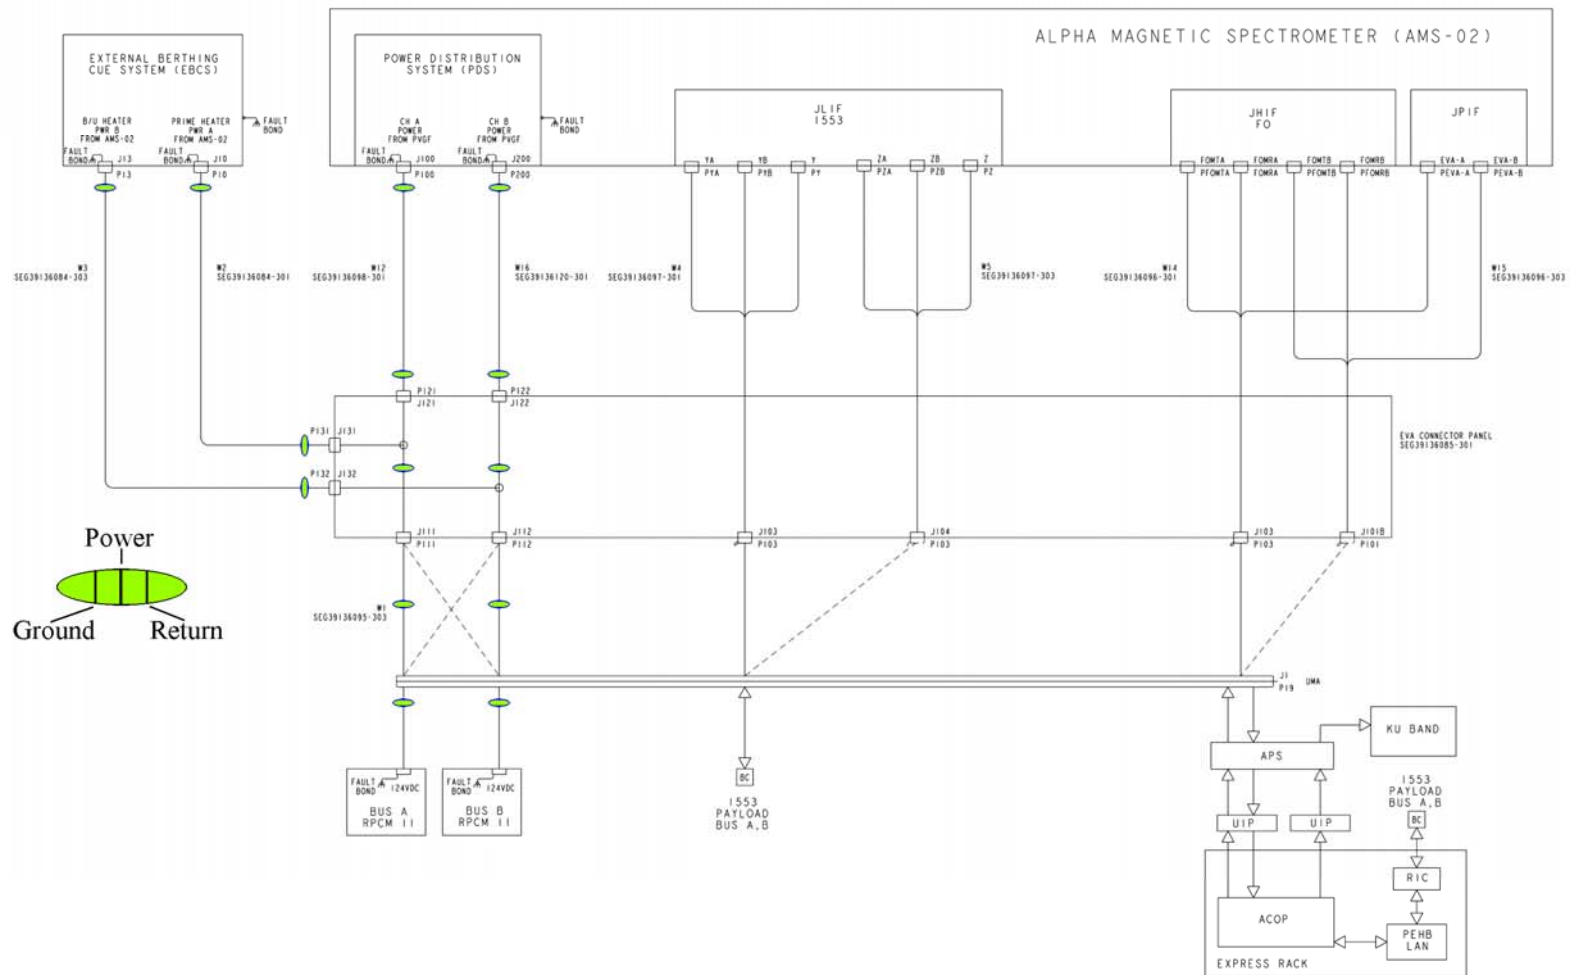 ALPHA MAGNETIC SPECTROMETER (AMS-02)
EXTERNAL BERTHING
CUE SYSTEM (EBCS)
B/U HEATER
PWR B
FROM AMS-02
PRIME HEATER
PWR A
FROM AMS-02
FAULT
BOND
FAULT
BOND
J13
P13
FAULT
BOND
J10
P10
POWER DISTRIBUTION
SYSTEM (PDS)
CH A
POWER
FROM PVGF
CH B
POWER
FROM PVGF
FAULT
BOND
FAULT
BOND
J100
P100
FAULT
BOND
J200
P200
JLIF
1553
YA
PYA
YB
PYB
Y
PY
ZA
PZA
ZB
PZB
Z
PZ
JHIF
FO
JPIF
FOMTA
PFOMTA
FOMRA
FOMRA
FOMTB
PFOMTB
FOMRB
PFOMRB
EVA-A
PEVA-A
EVA-B
PEVA-B
W3
SEG39136084-303
W2
SEG39136084-301
W12
SEG39136098-301
W16
SEG39136120-301
W4
SEG39136097-301
W5
SEG39136097-303
W14
SEG39136096-301
W15
SEG39136096-303
P121
J121
P122
J122
P131
J131
P132
J132
EVA CONNECTOR PANEL
SEG39136085-301
J111
P111
J112
P112
J103
P103
J104
P103
J103
P103
J101B
P101
Power
Ground
Return
W1
SEG39136095-303
J1
P19
UMA
FAULT
BOND
124VDC
BUS A
RPCM 11
FAULT
BOND
124VDC
BUS B
RPCM 11
BC
1553
PAYLOAD
BUS A,B
APS
KU BAND
UIP
UIP
1553
PAYLOAD
BUS A,B
BC
RIC
ACOP
PEHB
LAN
EXPRESS RACK